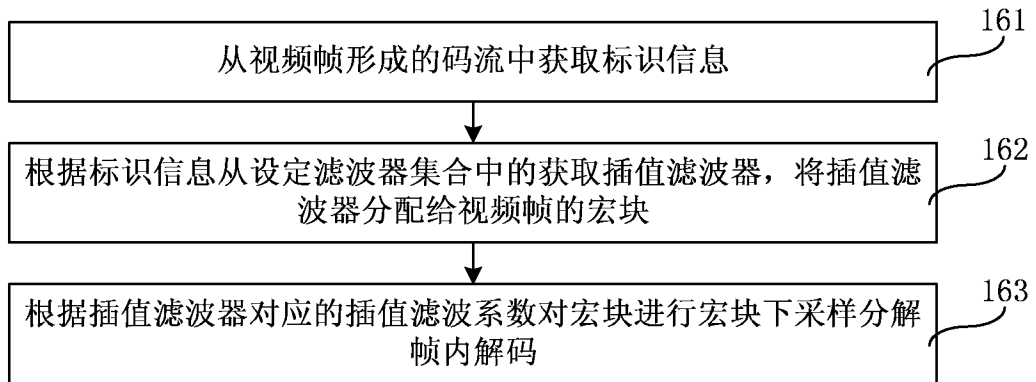 161
从视频帧形成的码流中获取标识信息
162
根据标识信息从设定滤波器集合中的获取插值滤波器，将插值滤
波器分配给视频帧的宏块
163
根据插值滤波器对应的插值滤波系数对宏块进行宏块下采样分解
帧内解码